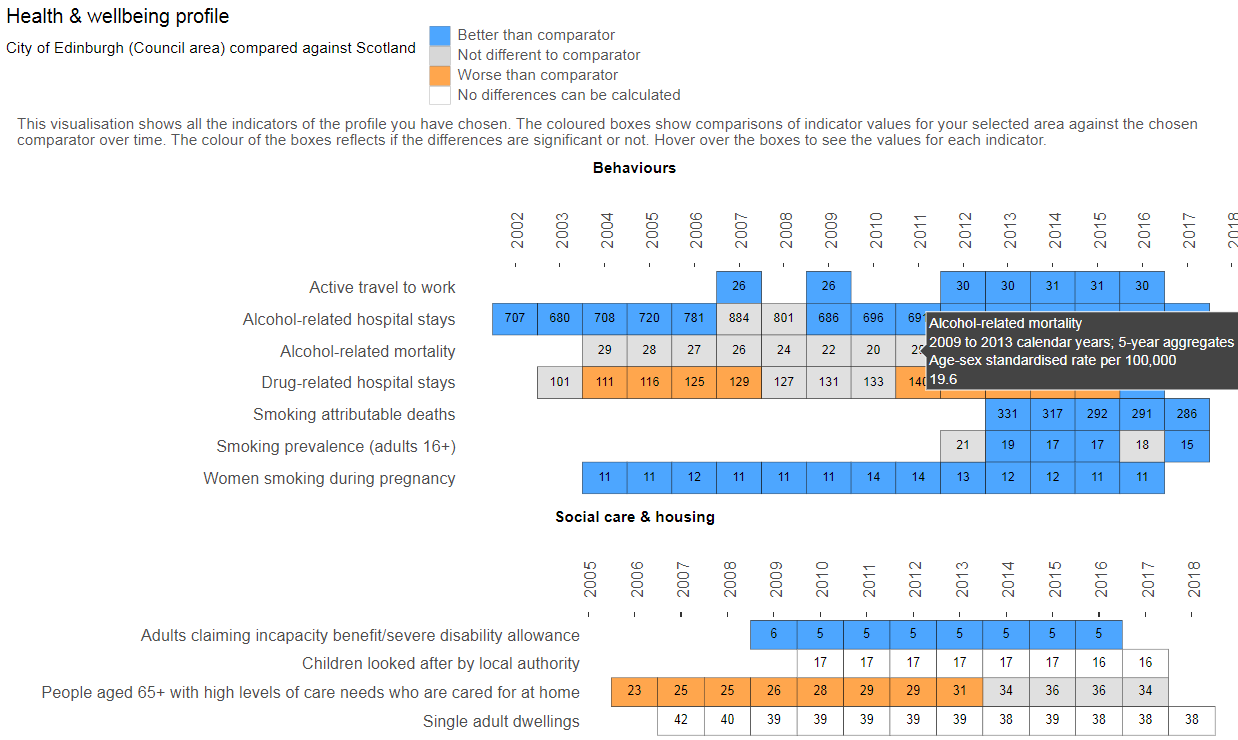 Health & wellbeing profile
City of Edinburgh (Council area) compared against Scotland
Better than comparator
Not different to comparator
Worse than comparator
No differences can be calculated
This visualisation shows all the indicators of the profile you have chosen. The coloured boxes show comparisons of indicator values for your selected area against the chosen
comparator over time. The colour of the boxes reflects if the differences are significant or not. Hover over the boxes to see the values for each indicator.
Behaviours
2002 2003 2004 2005 2006 2007 2008 2009 2010 2011 2012 2013 2014 2015 2016 2017 2018
Active travel to work 26 26 30 30 31 31 30
Alcohol-related hospital stays 707 680 708 720 781 884 801 686 696 691
Alcohol-related mortality 29 28 27 26 24 22 20
Alcohol-related mortality
2009 to 2013 calendar years; 5-year aggregates
Age-sex standardised rate per 100,000
19.6
Drug-related hospital stays 101 111 116 125 129 127 131 133 140
Smoking attributable deaths 331 317 292 291 286
Smoking prevalence (adults 16+) 21 19 17 17 18 15
Women smoking during pregnancy 11 11 12 11 11 11 14 14 13 12 12 11 11
Social care & housing
2005 2006 2007 2008 2009 2010 2011 2012 2013 2014 2015 2016 2017 2018
Adults claiming incapacity benefit/severe disability allowance 6 5 5 5 5 5 5 5
Children looked after by local authority 17 17 17 17 17 17 16 16
People aged 65+ with high levels of care needs who are cared for at home 23 25 25 26 28 29 29 31 34 36 36 34
Single adult dwellings 42 40 39 39 39 39 39 38 39 38 38 38